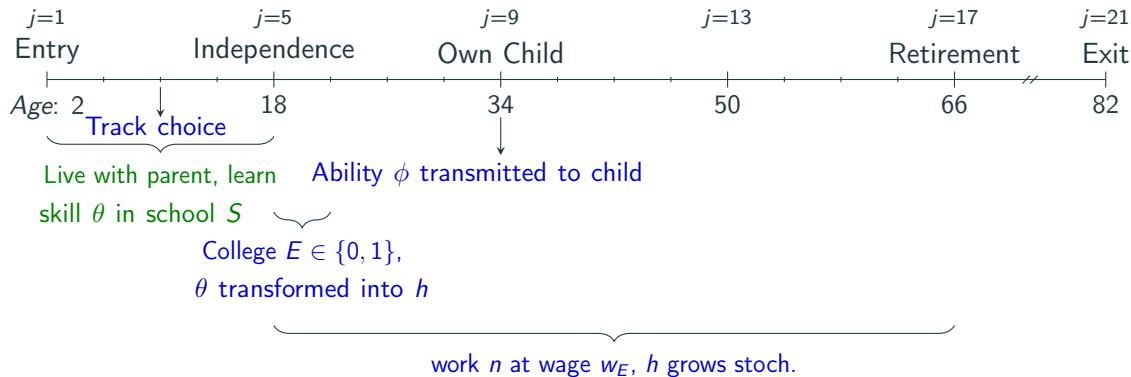 j=1 j=5 j=9 j=13 j=17 j=21
Entry Independence Own Child Retirement Exit
Age: 2 18 34 50 66 82
Track choice
Live with parent, learn
skill θ in school S
Ability ϕ transmitted to child
College E ∈ {0, 1},
θ transformed into h
work n at wage w_E, h grows stoch.